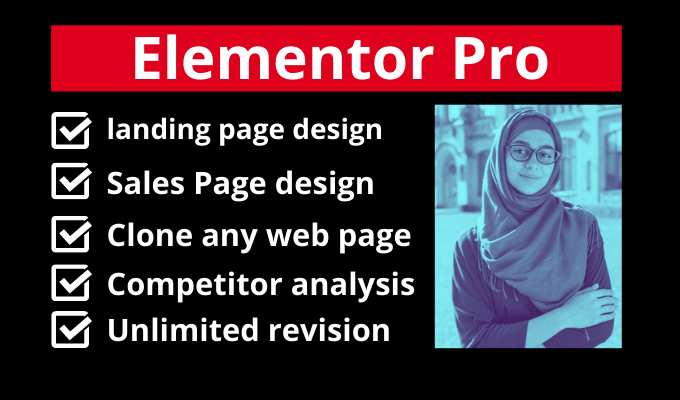 Elementor Pro
landing page design
Sales Page design
Clone any web page
Competitor analysis
Unlimited revision